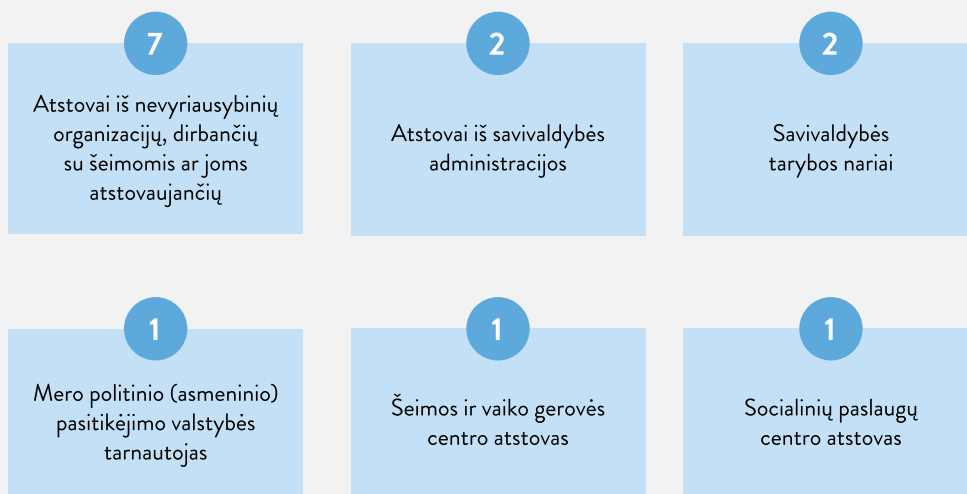 7
Atstovai iš nevyriausybinių
organizacijų, dirbančių
su šeimomis ar joms
atstovaujančių
2
Atstovai iš savivaldybės
administracijos
2
Savivaldybės
tarybos nariai
1
Mero politinio (asmeninio)
pasitikėjimo valstybės
tarnautojas
1
Šeimos ir vaiko gerovės
centro atstovas
1
Socialinių paslaugų
centro atstovas